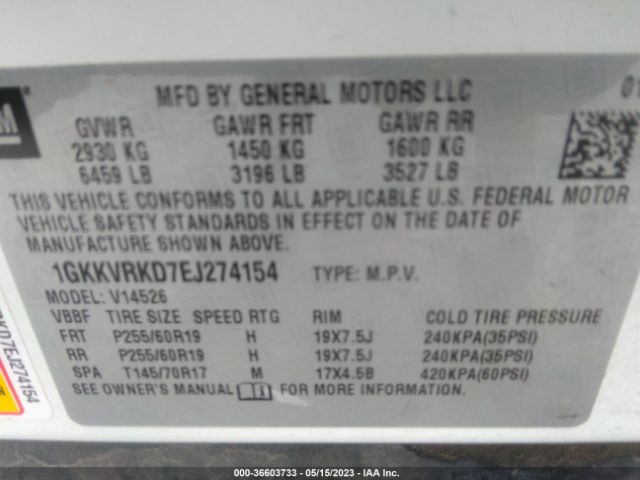 GM
MFD BY GENERAL MOTORS LLC 01
GVWR GAWR FRT GAWR RR
2930 KG 1450 KG 1600 KG
6459 LB 3196 LB 3527 LB
THIS VEHICLE CONFORMS TO ALL APPLICABLE U.S. FEDERAL MOTOR
VEHICLE SAFETY STANDARDS IN EFFECT ON THE DATE OF
MANUFACTURE SHOWN ABOVE.
1GKKVRKD7EJ274154 TYPE: M.P.V.
MODEL: V14526
VBBF TIRE SIZE SPEED RTG RIM COLD TIRE PRESSURE
FRT P255/60R19 H 19X7.5J 240KPA(35PSI)
RR P255/60R19 H 19X7.5J 240KPA(35PSI)
SPA T145/70R17 M 17X4.5B 420KPA(60PSI)
SEE OWNER'S MANUAL FOR MORE INFORMATION.
RKD7EJ274154
000-36603733 - 05/15/2023 - IAA Inc.